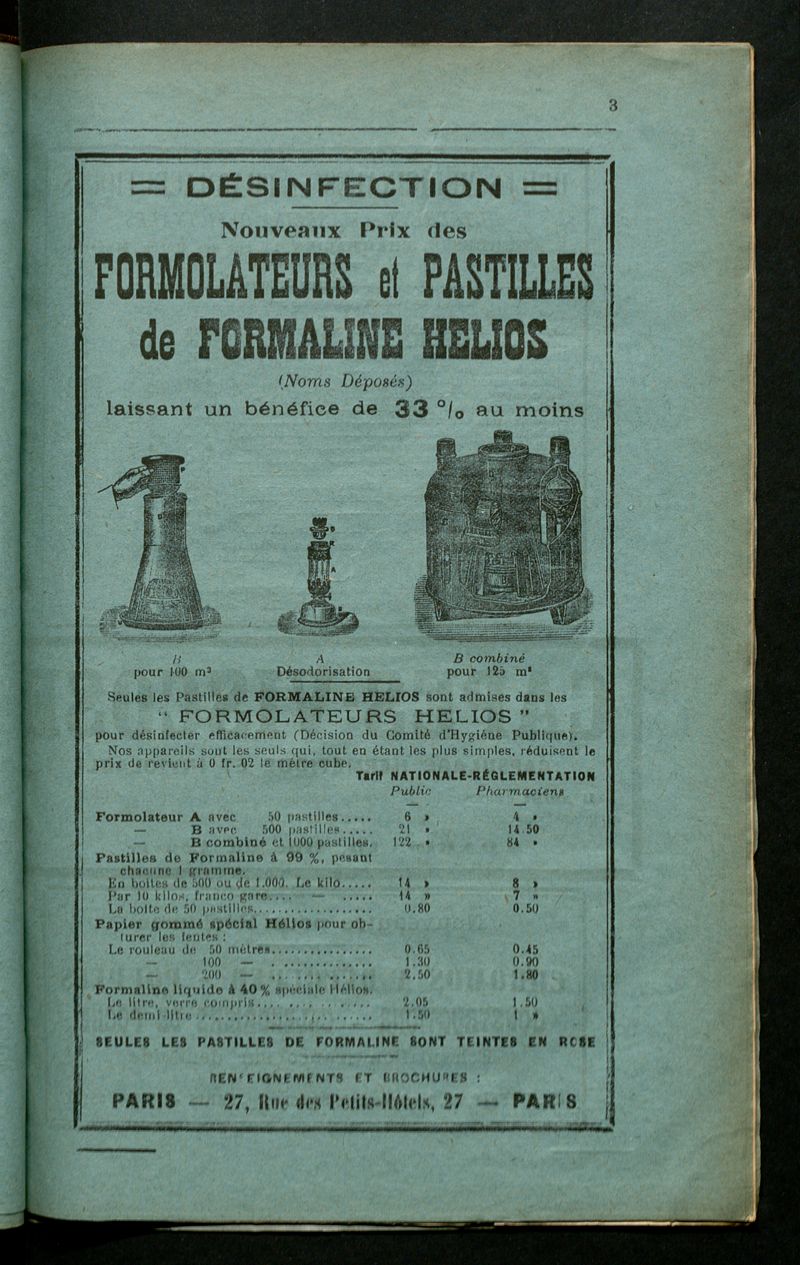 3
= DÉSINFECTION =
Nouveaux Prix des
FORMOLATEURS et PASTILLES
de FORMALINE HELIOS
(Noms Déposés)
laissant un bénéfice de 33 °/o au moins
B A B combiné
pour 100 m³ Désodorisation pour 125 m³
Seules les Pastilles de FORMALINE HELIOS sont admises dans les
“ FORMOLATEURS HELIOS ”
pour désinfecter efficacement (Décision du Comité d'Hygiéne Publique).
Nos appareils sont les seuls qui, tout en étant les plus simples, réduisent le
prix de revient à 0 fr. 02 le mètre cube.
Tarif NATIONALE-RÉGLEMENTATION
Public Pharmaciens
Formolateur A avec 50 pastilles..... 6 » 4 »
— B avec 500 pastilles..... 21 » 14 50
— B combiné et 1000 pastilles. 122 » 84 »
Pastilles de Formaline à 99 %, pesant
chacune 1 gramme.
En boîtes de 500 ou de 1.000. Le kilo..... 14 » 8 »
Par 10 kilos, franco gare.... — ..... 14 » 7 »
La boîte de 50 pastilles.................. 0.80 0.50
Papier gommé spécial Hélios pour ob-
turer les fentes :
Le rouleau de 50 mètres................ 0.65 0.45
— 100 — ................ 1.30 0.90
— 200 — ................ 2.50 1.80
Formaline liquide à 40 % spéciale Hélios.
Le litre, verre compris.................. 2.05 1.50
Le demi-litre........................ 1.50 1 »
SEULES LES PASTILLES DE FORMALINE SONT TEINTES EN ROSE
RENSEIGNEMENTS ET BROCHURES :
PARIS — 27, Rue des Petits-Hôtels, 27 — PARIS